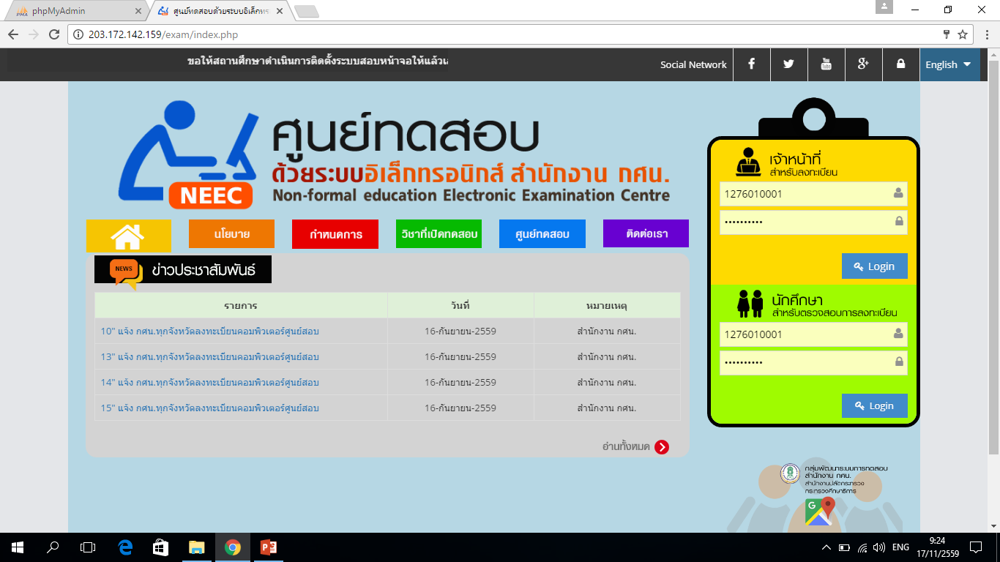 phpMyAdmin
ศูนย์ทดสอบด้วยระบบอิเล็กทร
203.172.142.159/exam/index.php
ขอให้สถานศึกษาดำเนินการติดตั้งระบบสอบหน้าจอให้แล้วเ
Social Network
English
ศูนย์ทดสอบ
ด้วยระบบอิเล็กทรอนิกส์ สำนักงาน กศน.
NEEC
Non-formal education Electronic Examination Centre
นโยบาย
กำหนดการ
วิชาที่เปิดทดสอบ
ศูนย์ทดสอบ
ติดต่อเรา
NEWS
ข่าวประชาสัมพันธ์
รายการ วันที่ หมายเหตุ
10" แจ้ง กศน.ทุกจังหวัดลงทะเบียนคอมพิวเตอร์ศูนย์สอบ 16-กันยายน-2559 สำนักงาน กศน.
13" แจ้ง กศน.ทุกจังหวัดลงทะเบียนคอมพิวเตอร์ศูนย์สอบ 16-กันยายน-2559 สำนักงาน กศน.
14" แจ้ง กศน.ทุกจังหวัดลงทะเบียนคอมพิวเตอร์ศูนย์สอบ 16-กันยายน-2559 สำนักงาน กศน.
15" แจ้ง กศน.ทุกจังหวัดลงทะเบียนคอมพิวเตอร์ศูนย์สอบ 16-กันยายน-2559 สำนักงาน กศน.
อ่านทั้งหมด
เจ้าหน้าที่
สำหรับลงทะเบียน
1276010001
••••••••••
Login
นักศึกษา
สำหรับตรวจสอบการลงทะเบียน
1276010001
••••••••••
Login
กลุ่มพัฒนาระบบการทดสอบ
สำนักงาน กศน.
สำนักงานปลัดกระทรวง
กระทรวงศึกษาธิการ
ENG
9:24
17/11/2559